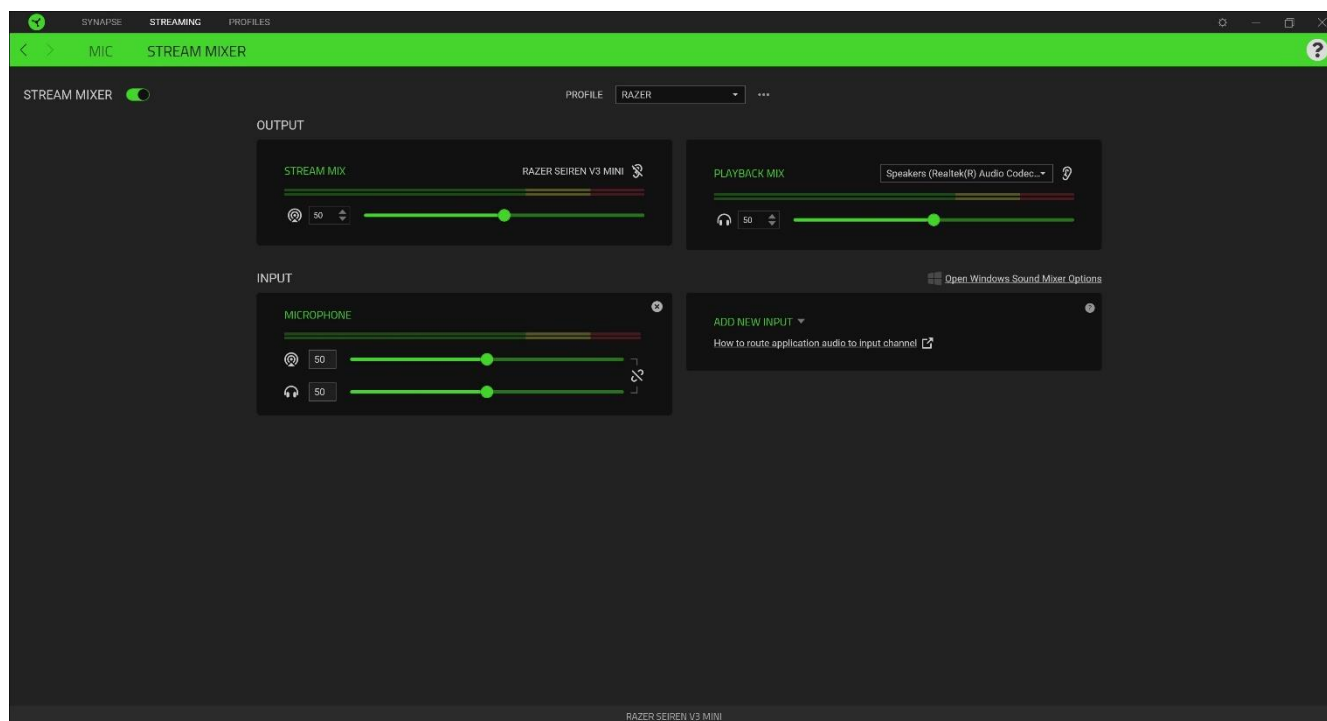 SYNAPSE STREAMING PROFILES
MIC STREAM MIXER ?
STREAM MIXER PROFILE RAZER
OUTPUT
STREAM MIX RAZER SEIREN V3 MINI
50
PLAYBACK MIX Speakers (Realtek(R) Audio Codec...
50
INPUT Open Windows Sound Mixer Options
MICROPHONE
50
50
ADD NEW INPUT ?
How to route application audio to input channel
RAZER SEIREN V3 MINI